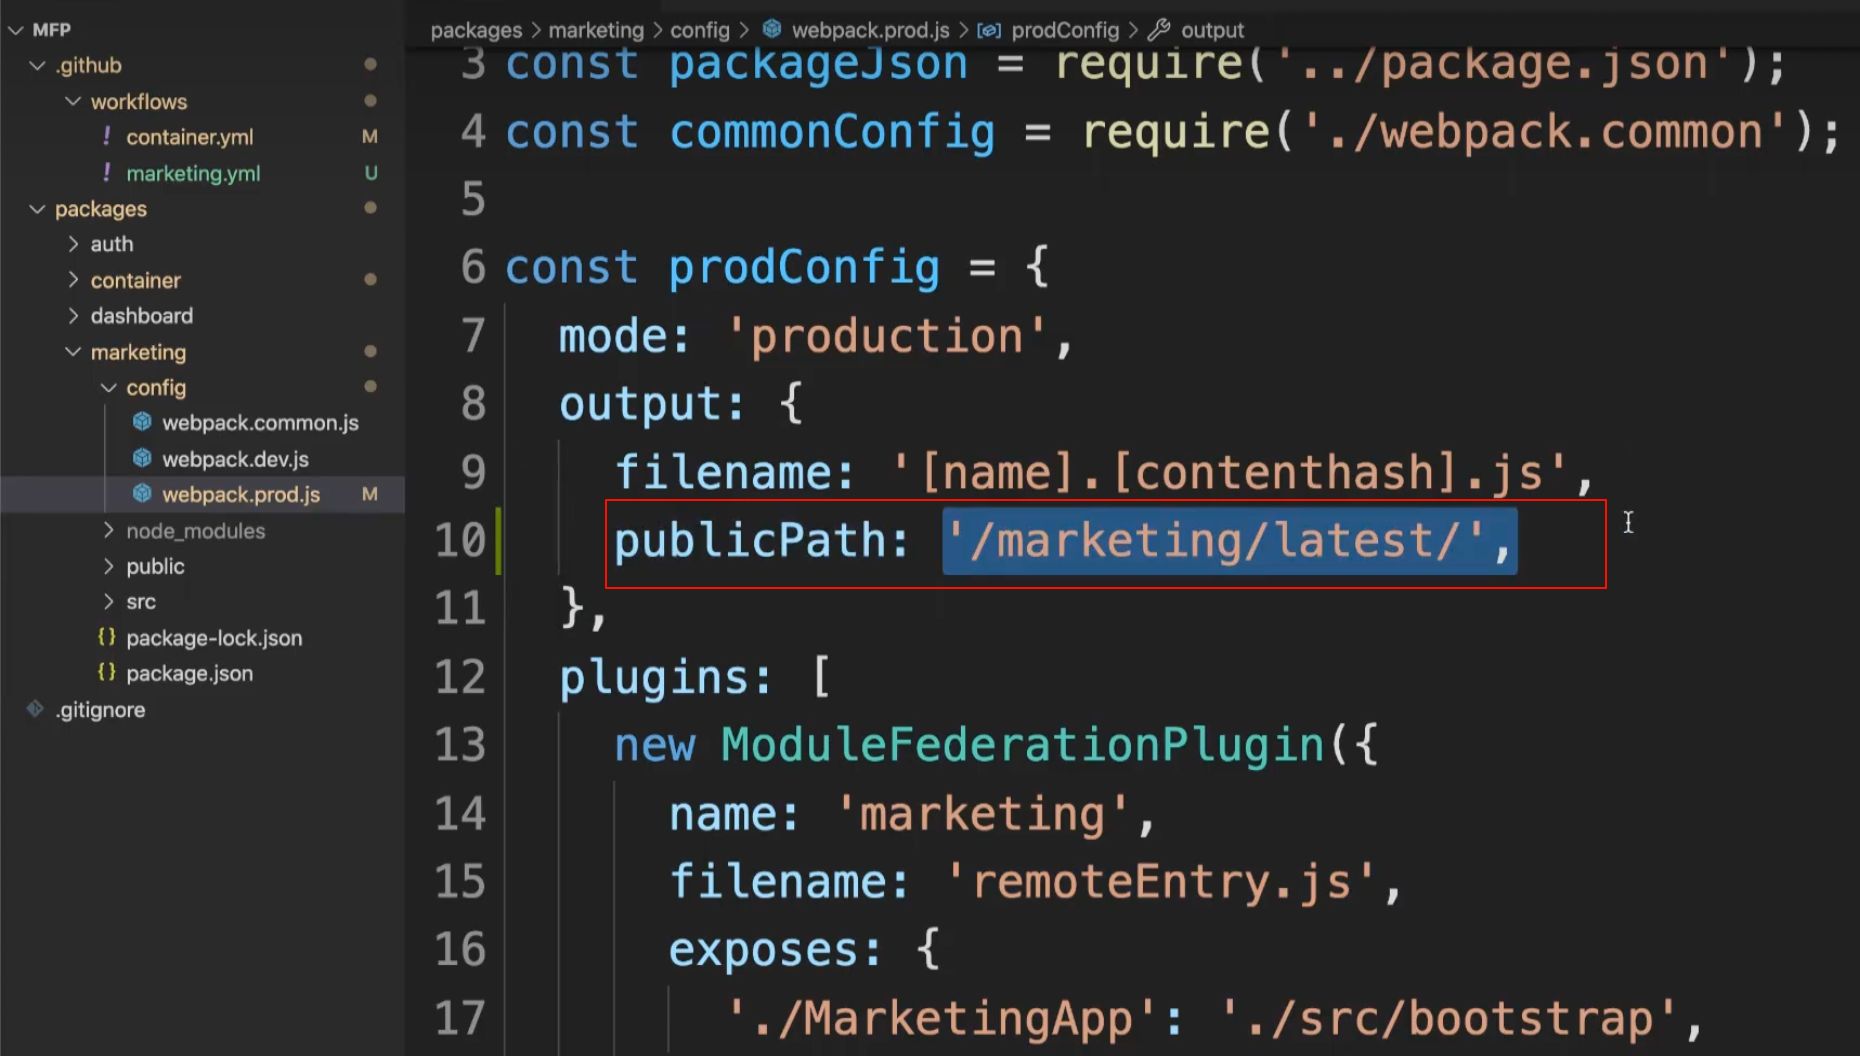 MFP
.github
workflows
! container.yml M
! marketing.yml U
packages
auth
container
dashboard
marketing
config
webpack.common.js
webpack.dev.js
webpack.prod.js M
node_modules
public
src
{} package-lock.json
{} package.json
.gitignore
packages > marketing > config > webpack.prod.js > prodConfig > output
3 const packageJson = require('../package.json');
4 const commonConfig = require('./webpack.common');
5
6 const prodConfig = {
7 mode: 'production',
8 output: {
9 filename: '[name].[contenthash].js',
10 publicPath: '/marketing/latest/',
11 },
12 plugins: [
13 new ModuleFederationPlugin({
14 name: 'marketing',
15 filename: 'remoteEntry.js',
16 exposes: {
17 './MarketingApp': './src/bootstrap',